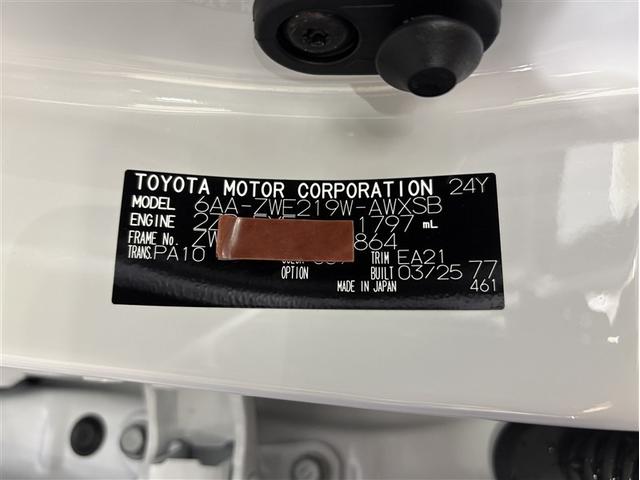 TOYOTA MOTOR CORPORATION 24Y
MODEL 6AA-ZWE219W-AWXSB
ENGINE 1797 mL
FRAME No. 864
TRANS. PA10 TRIM EA21
OPTION BUILT 03/25 77
MADE IN JAPAN 461